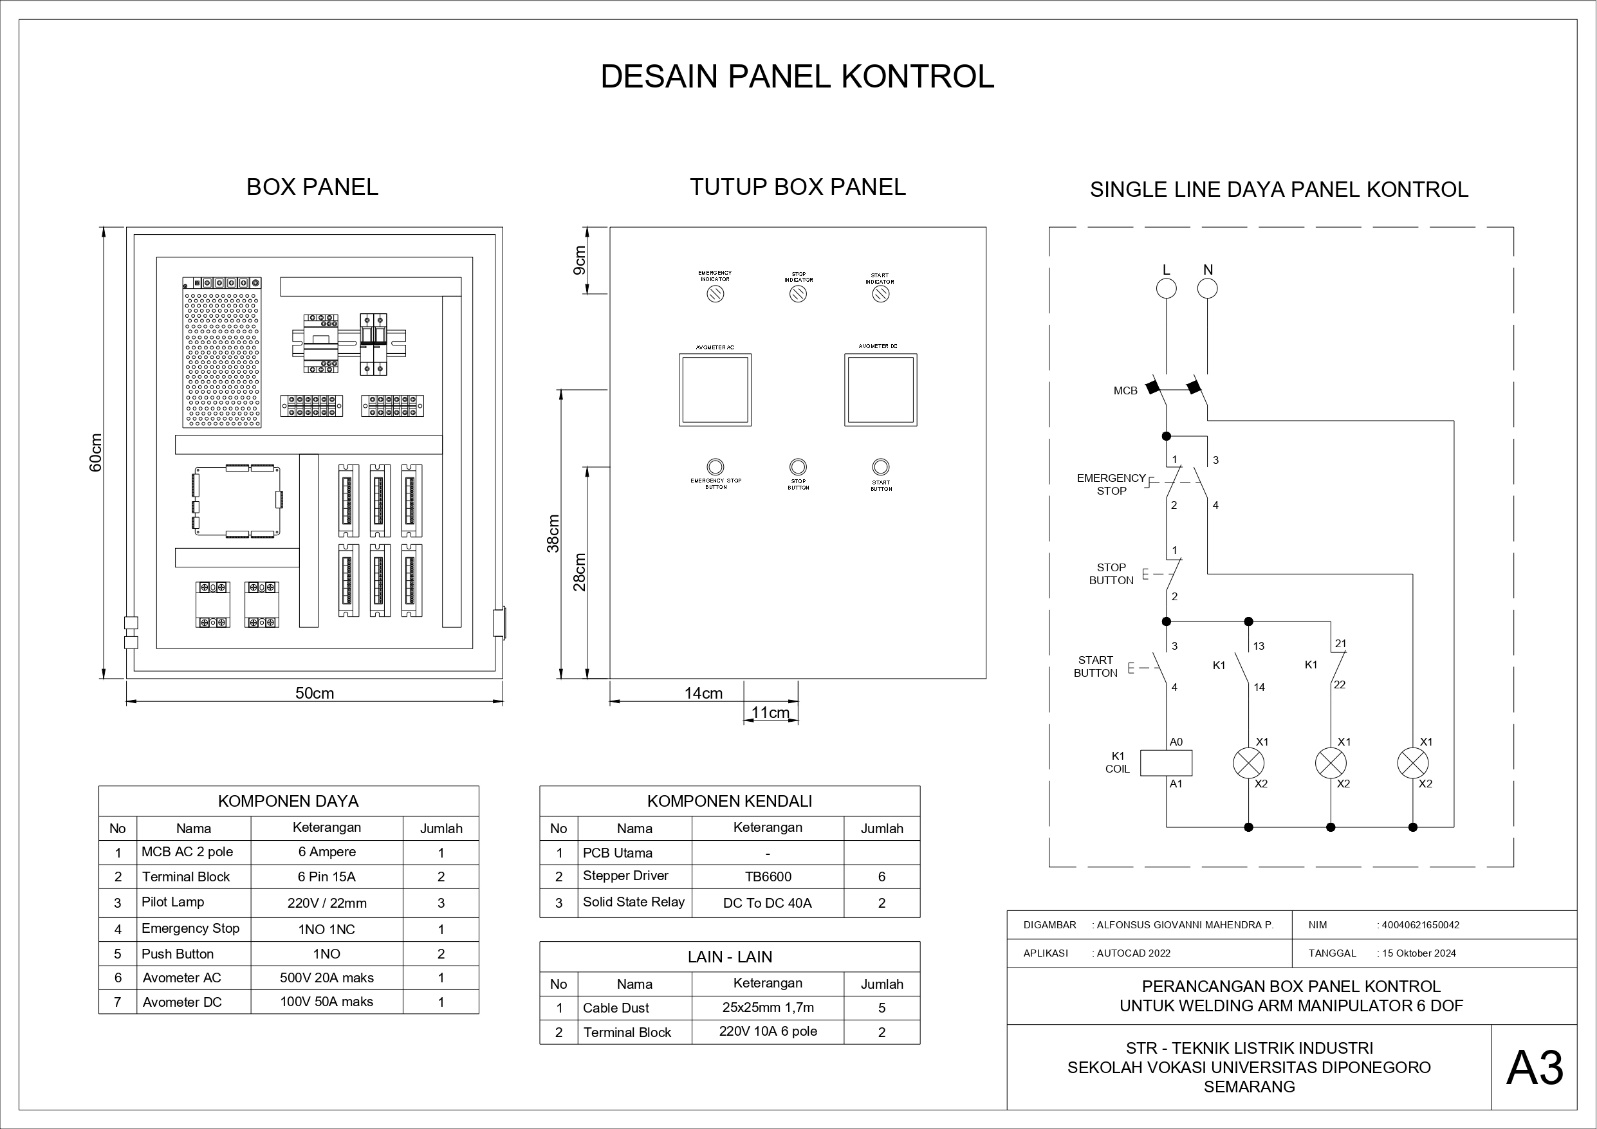 DESAIN PANEL KONTROL
BOX PANEL
TUTUP BOX PANEL
SINGLE LINE DAYA PANEL KONTROL
60cm
50cm
9cm
38cm
28cm
14cm
11cm
EMERGENCY
INDICATOR
STOP
INDICATOR
START
INDICATOR
AVOMETER AC
AVOMETER DC
EMERGENCY STOP
BUTTON
STOP
BUTTON
START
BUTTON
L N
MCB
EMERGENCY
STOP
1 3
2 4
STOP
BUTTON
1
2
START
BUTTON
3
4
K1
13
14
K1
21
22
K1
COIL
A0
A1
X1 X1 X1
X2 X2 X2
KOMPONEN DAYA
No Nama Keterangan Jumlah
1 MCB AC 2 pole 6 Ampere 1
2 Terminal Block 6 Pin 15A 2
3 Pilot Lamp 220V / 22mm 3
4 Emergency Stop 1NO 1NC 1
5 Push Button 1NO 2
6 Avometer AC 500V 20A maks 1
7 Avometer DC 100V 50A maks 1
KOMPONEN KENDALI
No Nama Keterangan Jumlah
1 PCB Utama -
2 Stepper Driver TB6600 6
3 Solid State Relay DC To DC 40A 2
LAIN - LAIN
No Nama Keterangan Jumlah
1 Cable Dust 25x25mm 1,7m 5
2 Terminal Block 220V 10A 6 pole 2
DIGAMBAR : ALFONSUS GIOVANNI MAHENDRA P. NIM : 40040621650042
APLIKASI : AUTOCAD 2022 TANGGAL : 15 Oktober 2024
PERANCANGAN BOX PANEL KONTROL
UNTUK WELDING ARM MANIPULATOR 6 DOF
STR - TEKNIK LISTRIK INDUSTRI
SEKOLAH VOKASI UNIVERSITAS DIPONEGORO
SEMARANG
A3